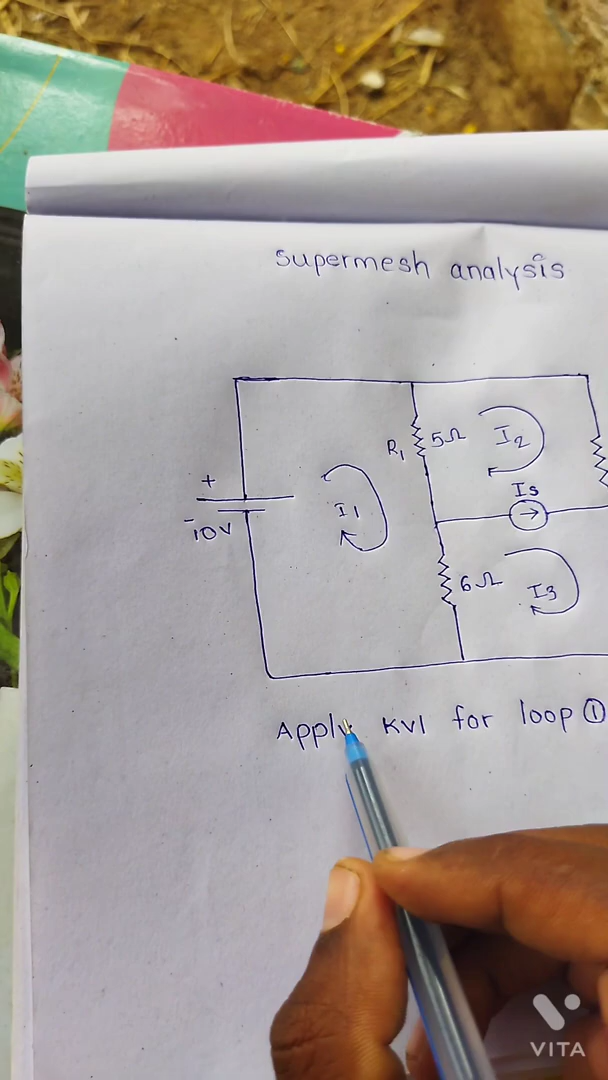 supermesh analysis
R1 5Ω I2
+
Is
I1
-10V
6Ω I3
Apply KVl for loop ①
VITA